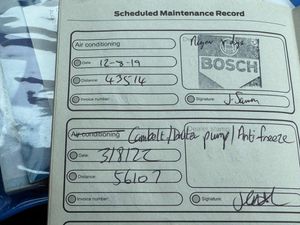 Scheduled Maintenance Record
Air conditioning
Date: 12-8-19
BOSCH
Distance: 43514
Invoice number:
Signature:
Air conditioning Cambelt/Water pump/Anti freeze
Date: 3/8/22
Distance: 56107
Invoice number:
Signature: